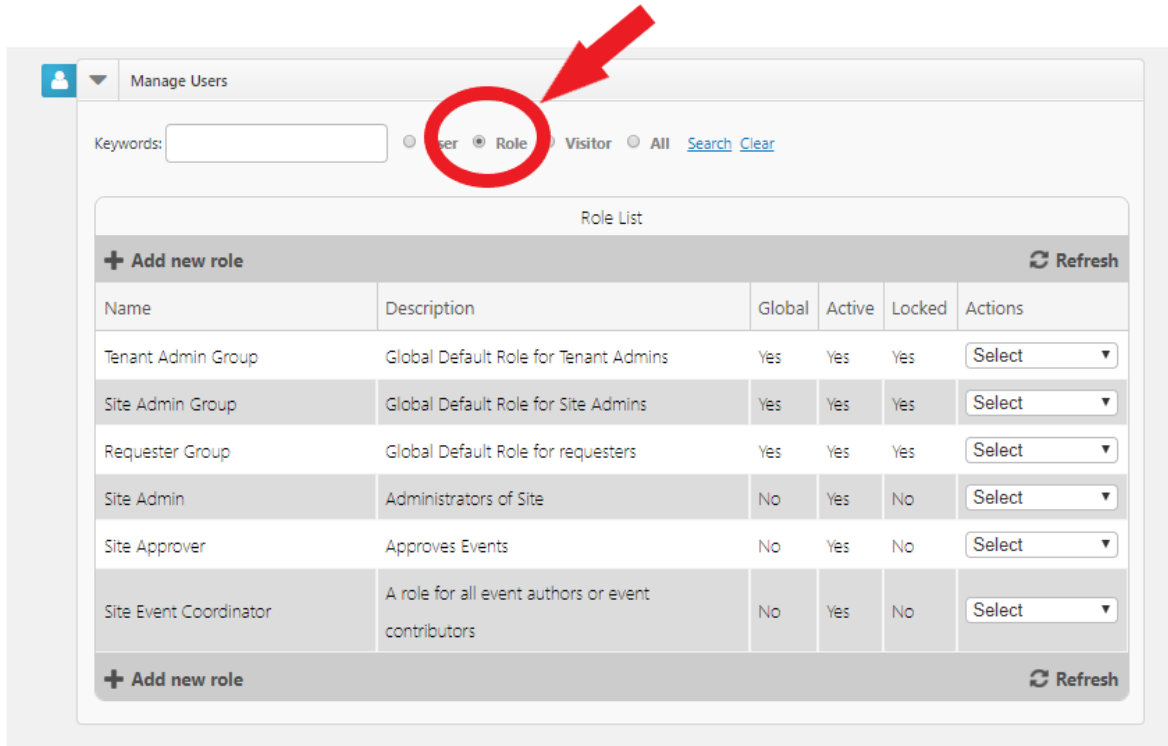 Manage Users
Keywords: ser Role Visitor All Search Clear
Role List
Add new role Refresh
Name Description Global Active Locked Actions
Tenant Admin Group Global Default Role for Tenant Admins Yes Yes Yes Select
Site Admin Group Global Default Role for Site Admins Yes Yes Yes Select
Requester Group Global Default Role for requesters Yes Yes Yes Select
Site Admin Administrators of Site No Yes No Select
Site Approver Approves Events No Yes No Select
Site Event Coordinator A role for all event authors or event
contributors No Yes No Select
Add new role Refresh